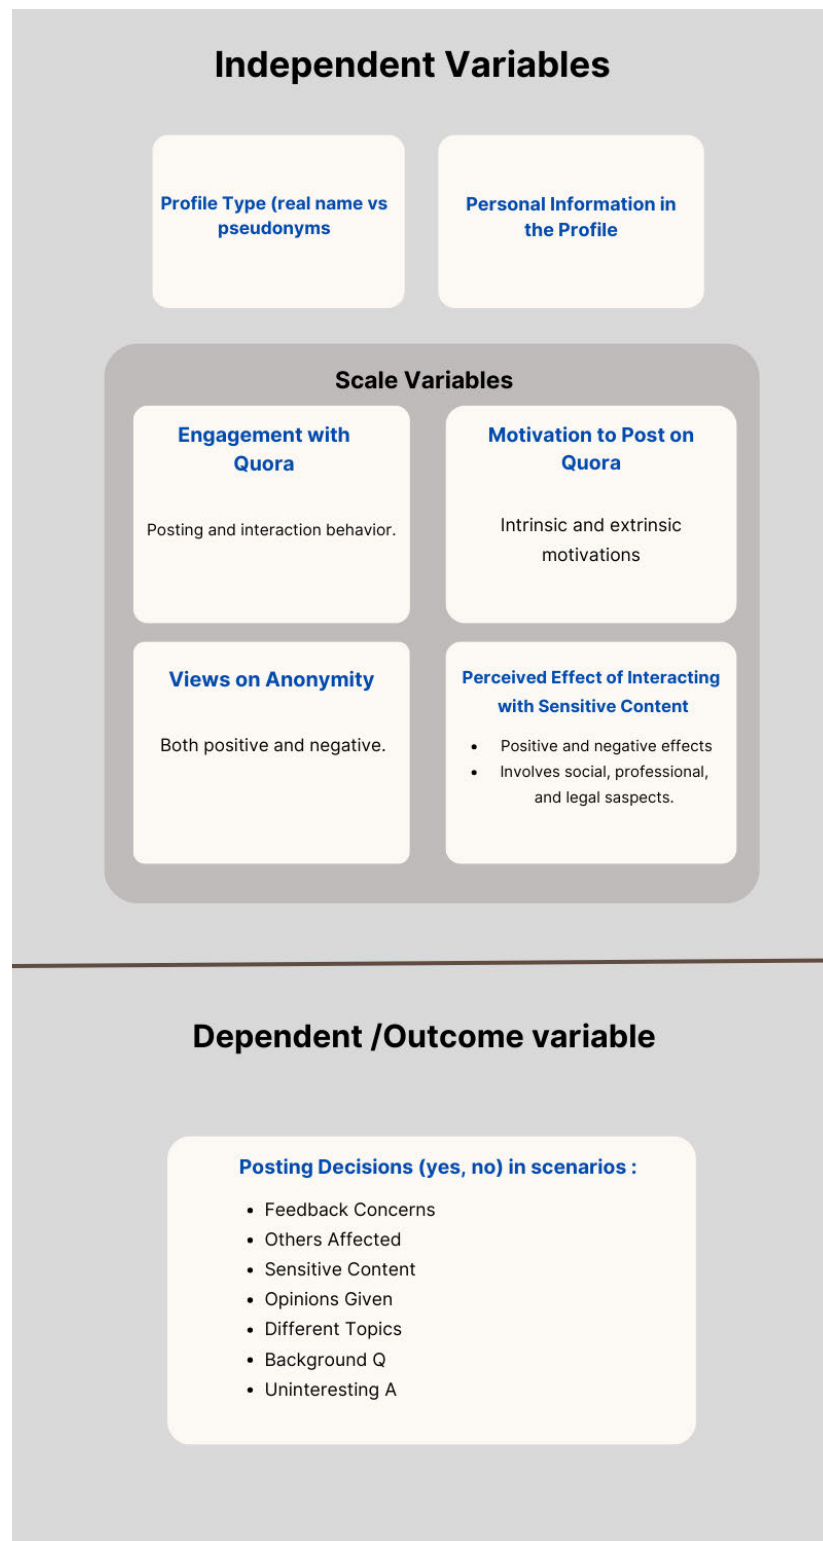 Independent Variables
Profile Type (real name vs
pseudonyms
Personal Information in
the Profile
Scale Variables
Engagement with
Quora
Posting and interaction behavior.
Motivation to Post on
Quora
Intrinsic and extrinsic
motivations
Views on Anonymity
Both positive and negative.
Perceived Effect of Interacting
with Sensitive Content
• Positive and negative effects
• Involves social, professional,
and legal saspects.
Dependent /Outcome variable
Posting Decisions (yes, no) in scenarios :
• Feedback Concerns
• Others Affected
• Sensitive Content
• Opinions Given
• Different Topics
• Background Q
• Uninteresting A